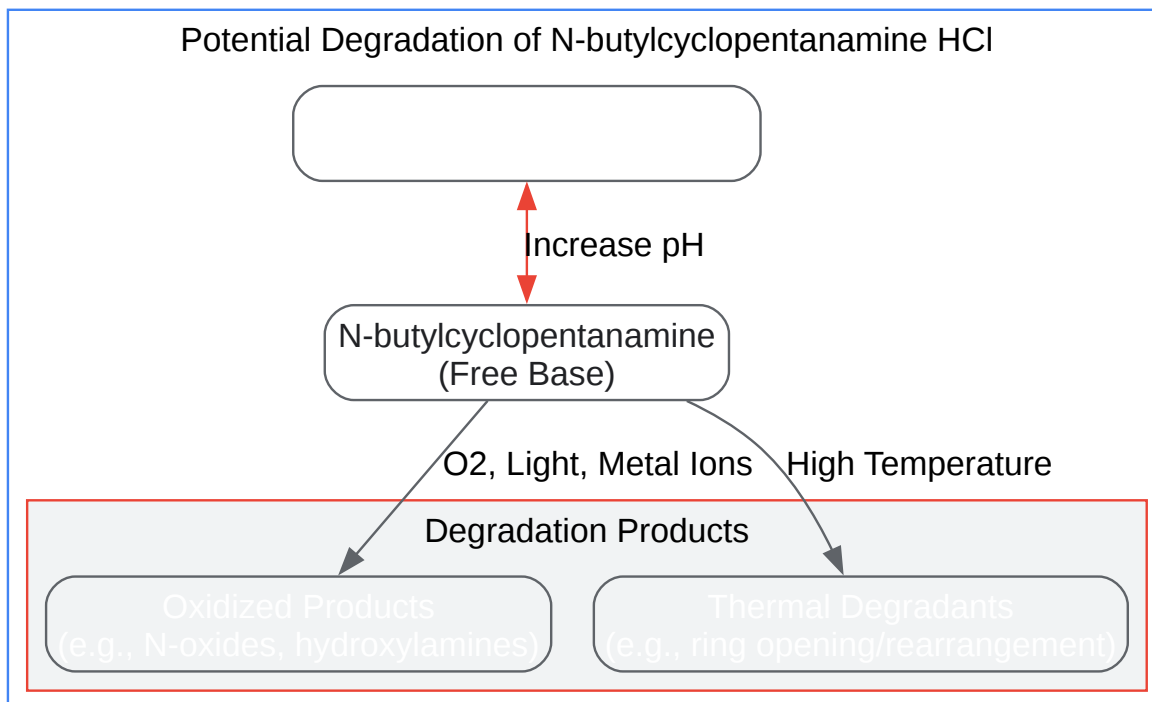 Potential Degradation of N-butylcyclopentanamine HCl
Increase pH
N-butylcyclopentanamine
(Free Base)
O2, Light, Metal Ions
High Temperature
Degradation Products
Oxidized Products
(e.g., N-oxides, hydroxylamines)
Thermal Degradants
(e.g., ring opening/rearrangement)